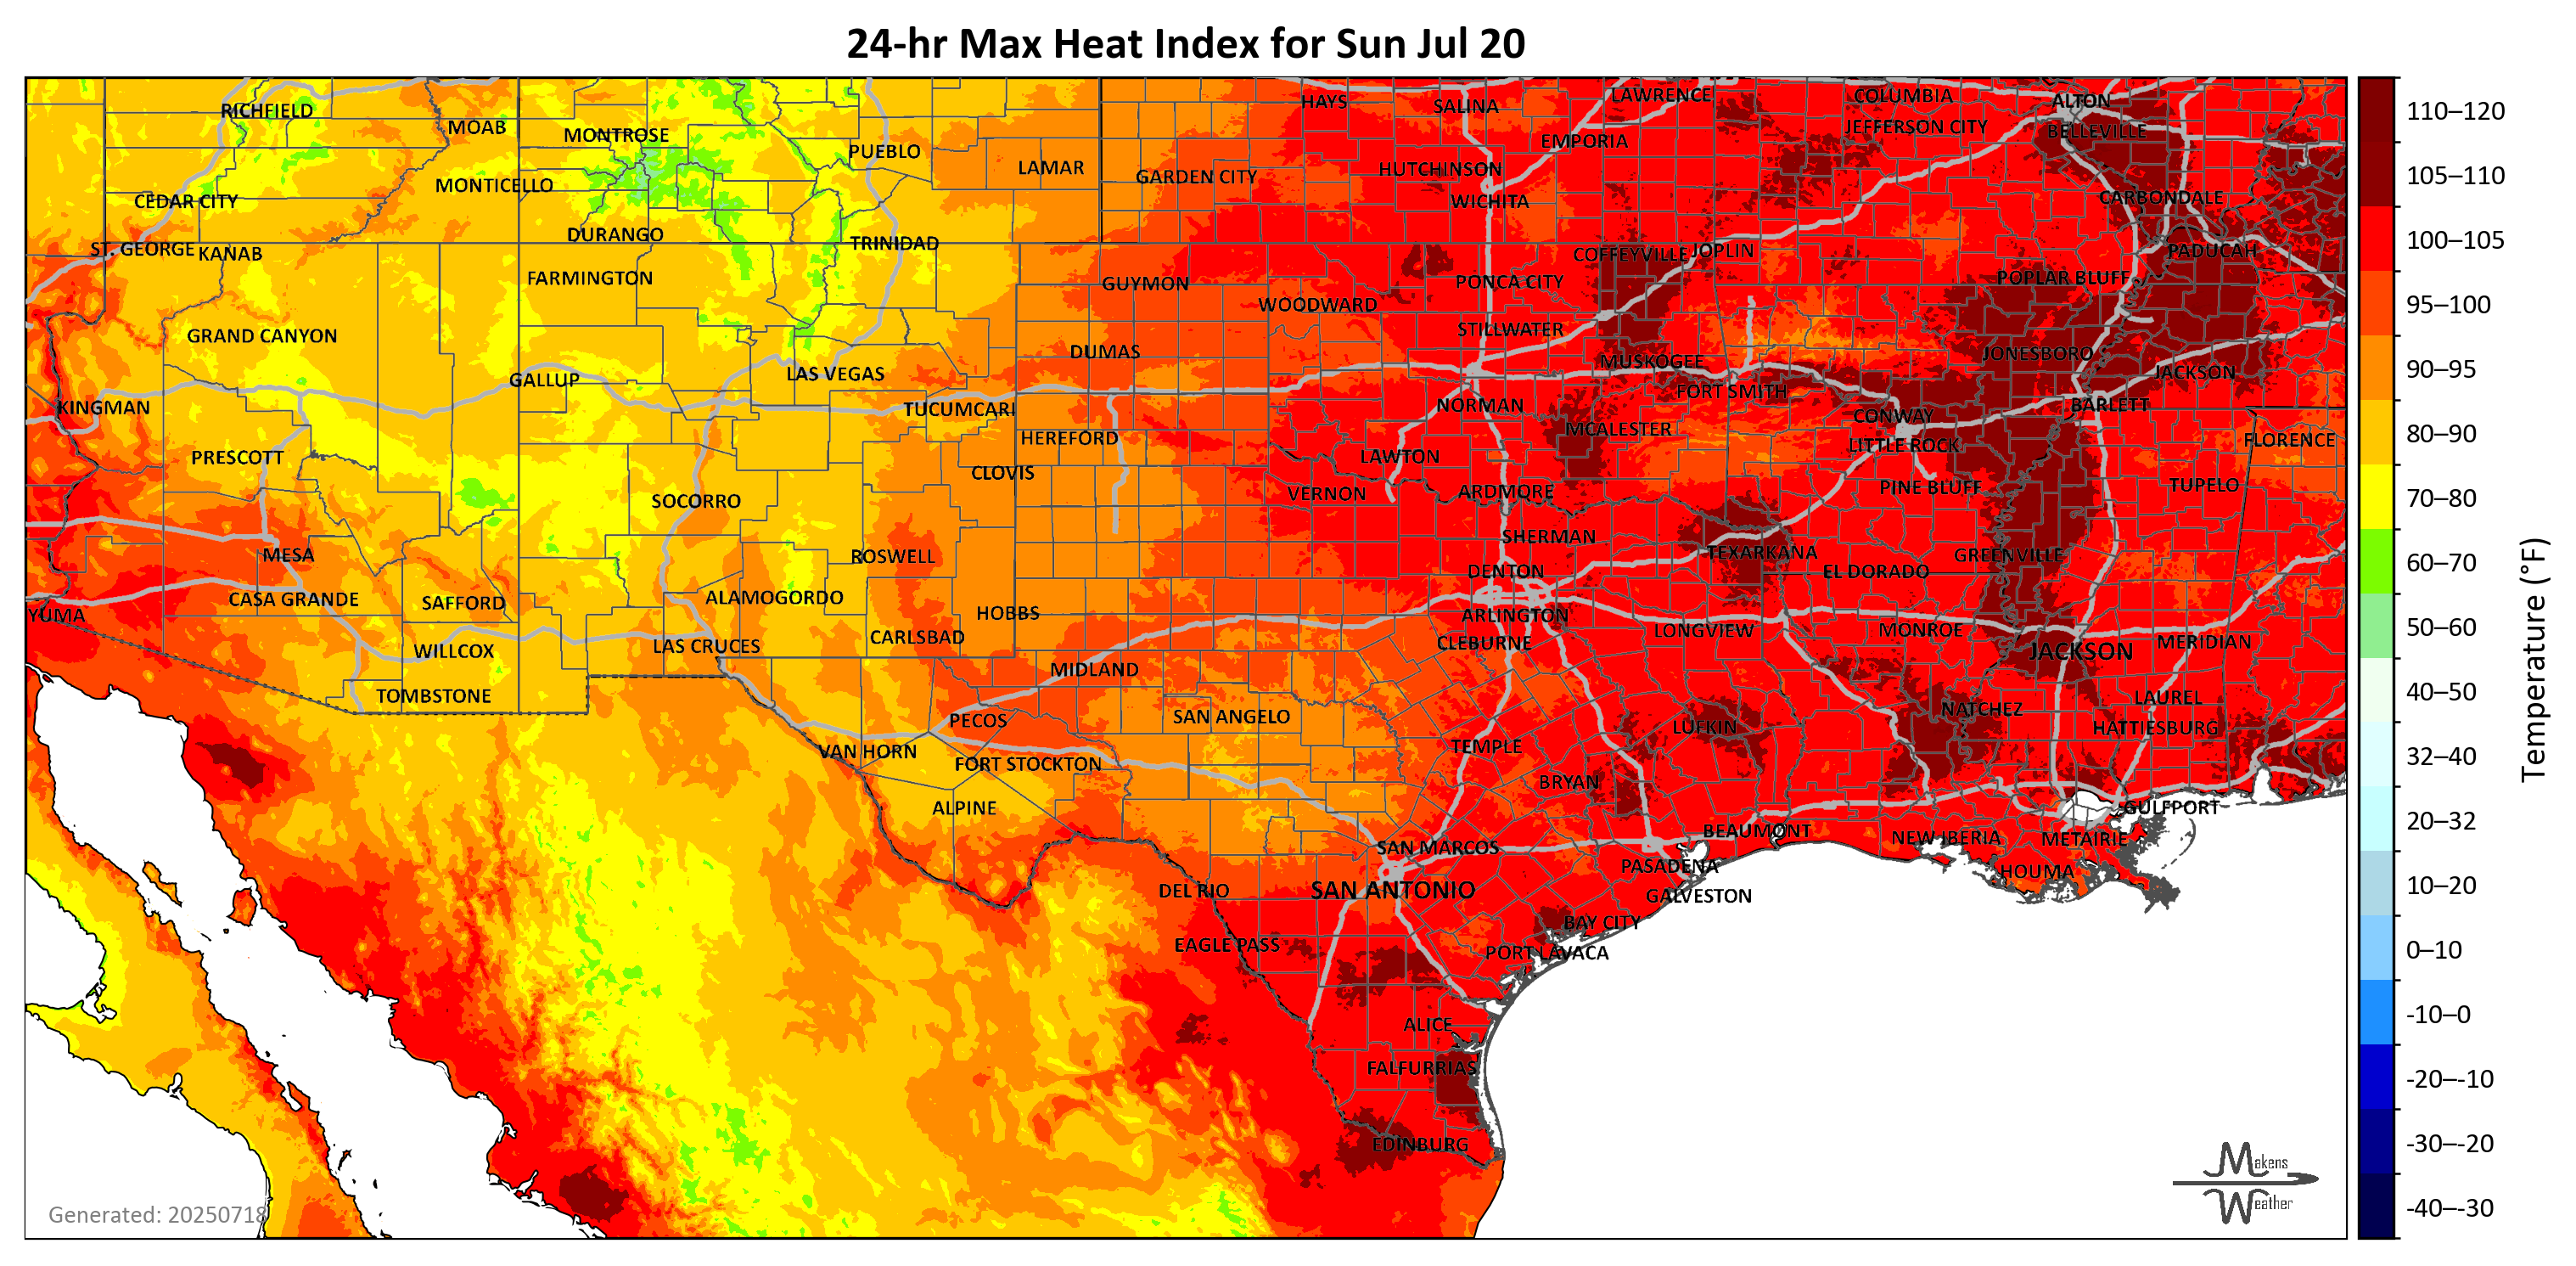 24-hr Max Heat Index for Sun Jul 20
RICHFIELD
MOAB
MONTROSE
PUEBLO
LAMAR
GARDEN CITY
HAYS
SALINA
LAWRENCE
COLUMBIA
ALTON
EMPORIA
JEFFERSON CITY
BELLEVILLE
MONTICELLO
HUTCHINSON
CEDAR CITY
WICHITA
CARBONDALE
DURANGO
TRINIDAD
ST. GEORGE
KANAB
COFFEYVILLE
JOPLIN
PADUCAH
FARMINGTON
GUYMON
PONCA CITY
POPLAR BLUFF
WOODWARD
GRAND CANYON
STILLWATER
DUMAS
MUSKOGEE
JONESBORO
GALLUP
LAS VEGAS
FORT SMITH
JACKSON
KINGMAN
TUCUMCARI
NORMAN
CONWAY
BARLETT
HEREFORD
MCALESTER
LITTLE ROCK
FLORENCE
PRESCOTT
CLOVIS
LAWTON
SOCORRO
VERNON
ARDMORE
PINE BLUFF
TUPELO
MESA
ROSWELL
SHERMAN
TEXARKANA
GREENVILLE
DENTON
EL DORADO
YUMA
CASA GRANDE
SAFFORD
ALAMOGORDO
HOBBS
ARLINGTON
WILLCOX
LAS CRUCES
CARLSBAD
CLEBURNE
LONGVIEW
MONROE
JACKSON
MERIDIAN
MIDLAND
TOMBSTONE
LAUREL
PECOS
SAN ANGELO
LUFKIN
NATCHEZ
HATTIESBURG
VAN HORN
FORT STOCKTON
TEMPLE
BRYAN
ALPINE
GULFPORT
BEAUMONT
NEW IBERIA
METAIRIE
SAN MARCOS
PASADENA
HOUMA
DEL RIO
SAN ANTONIO
GALVESTON
BAY CITY
EAGLE PASS
PORT LAVACA
ALICE
FALFURRIAS
EDINBURG
Generated: 20250718
Makens
Weather
110–120
105–110
100–105
95–100
90–95
80–90
70–80
60–70
50–60
40–50
32–40
20–32
10–20
0–10
-10–0
-20–-10
-30–-20
-40–-30
Temperature (°F)